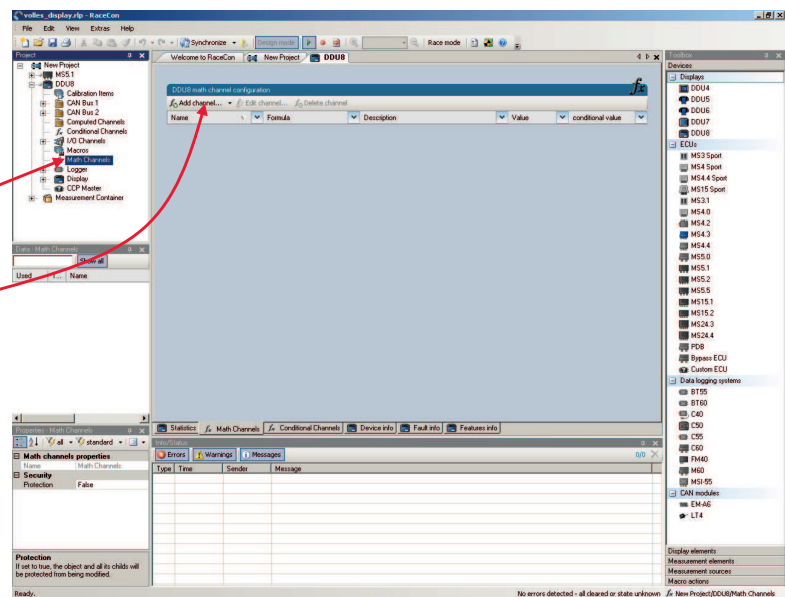 volles_display.rlp - RaceCon
File Edit View Extras Help
Synchronize Design mode Race mode
Project
New Project
MS5.1
DDU8
Calibration Items
CAN Bus 1
CAN Bus 2
Computed Channels
Conditional Channels
I/O Channels
Macros
Math Channels
Logger
Display
CCP Master
Measurement Container
Data - Math Channels
Show all
Used T... Name
Properties - Math Channels
all standard
Math channels properties
Name Math Channels
Security
Protection False
Protection
If set to true, the object and all its childs will
be protected from being modified.
Welcome to RaceCon New Project DDU8
DDU8 math channel configuration
fx
Add channel... Edit channel... Delete channel
Name Formula Description Value conditional value
Statistics Math Channels Conditional Channels Device info Fault info Features info
Info/Status
Errors Warnings Messages 0/0
Type Time Sender Message
Toolbox
Devices
Displays
DDU4
DDU5
DDU6
DDU7
DDU8
ECUs
MS3 Sport
MS4 Sport
MS4.4 Sport
MS15 Sport
MS3.1
MS4.0
MS4.2
MS4.3
MS4.4
MS5.0
MS5.1
MS5.2
MS5.5
MS15.1
MS15.2
MS24.3
MS24.4
PDB
Bypass ECU
Custom ECU
Data logging systems
BT55
BT60
C40
C50
C55
C60
FM40
M60
MSI-55
CAN modules
EM-A6
LT4
Display elements
Measurement elements
Measurement sources
Macro actions
Ready. No errors detected - all cleared or state unknown fx New Project/DDU8/Math Channels